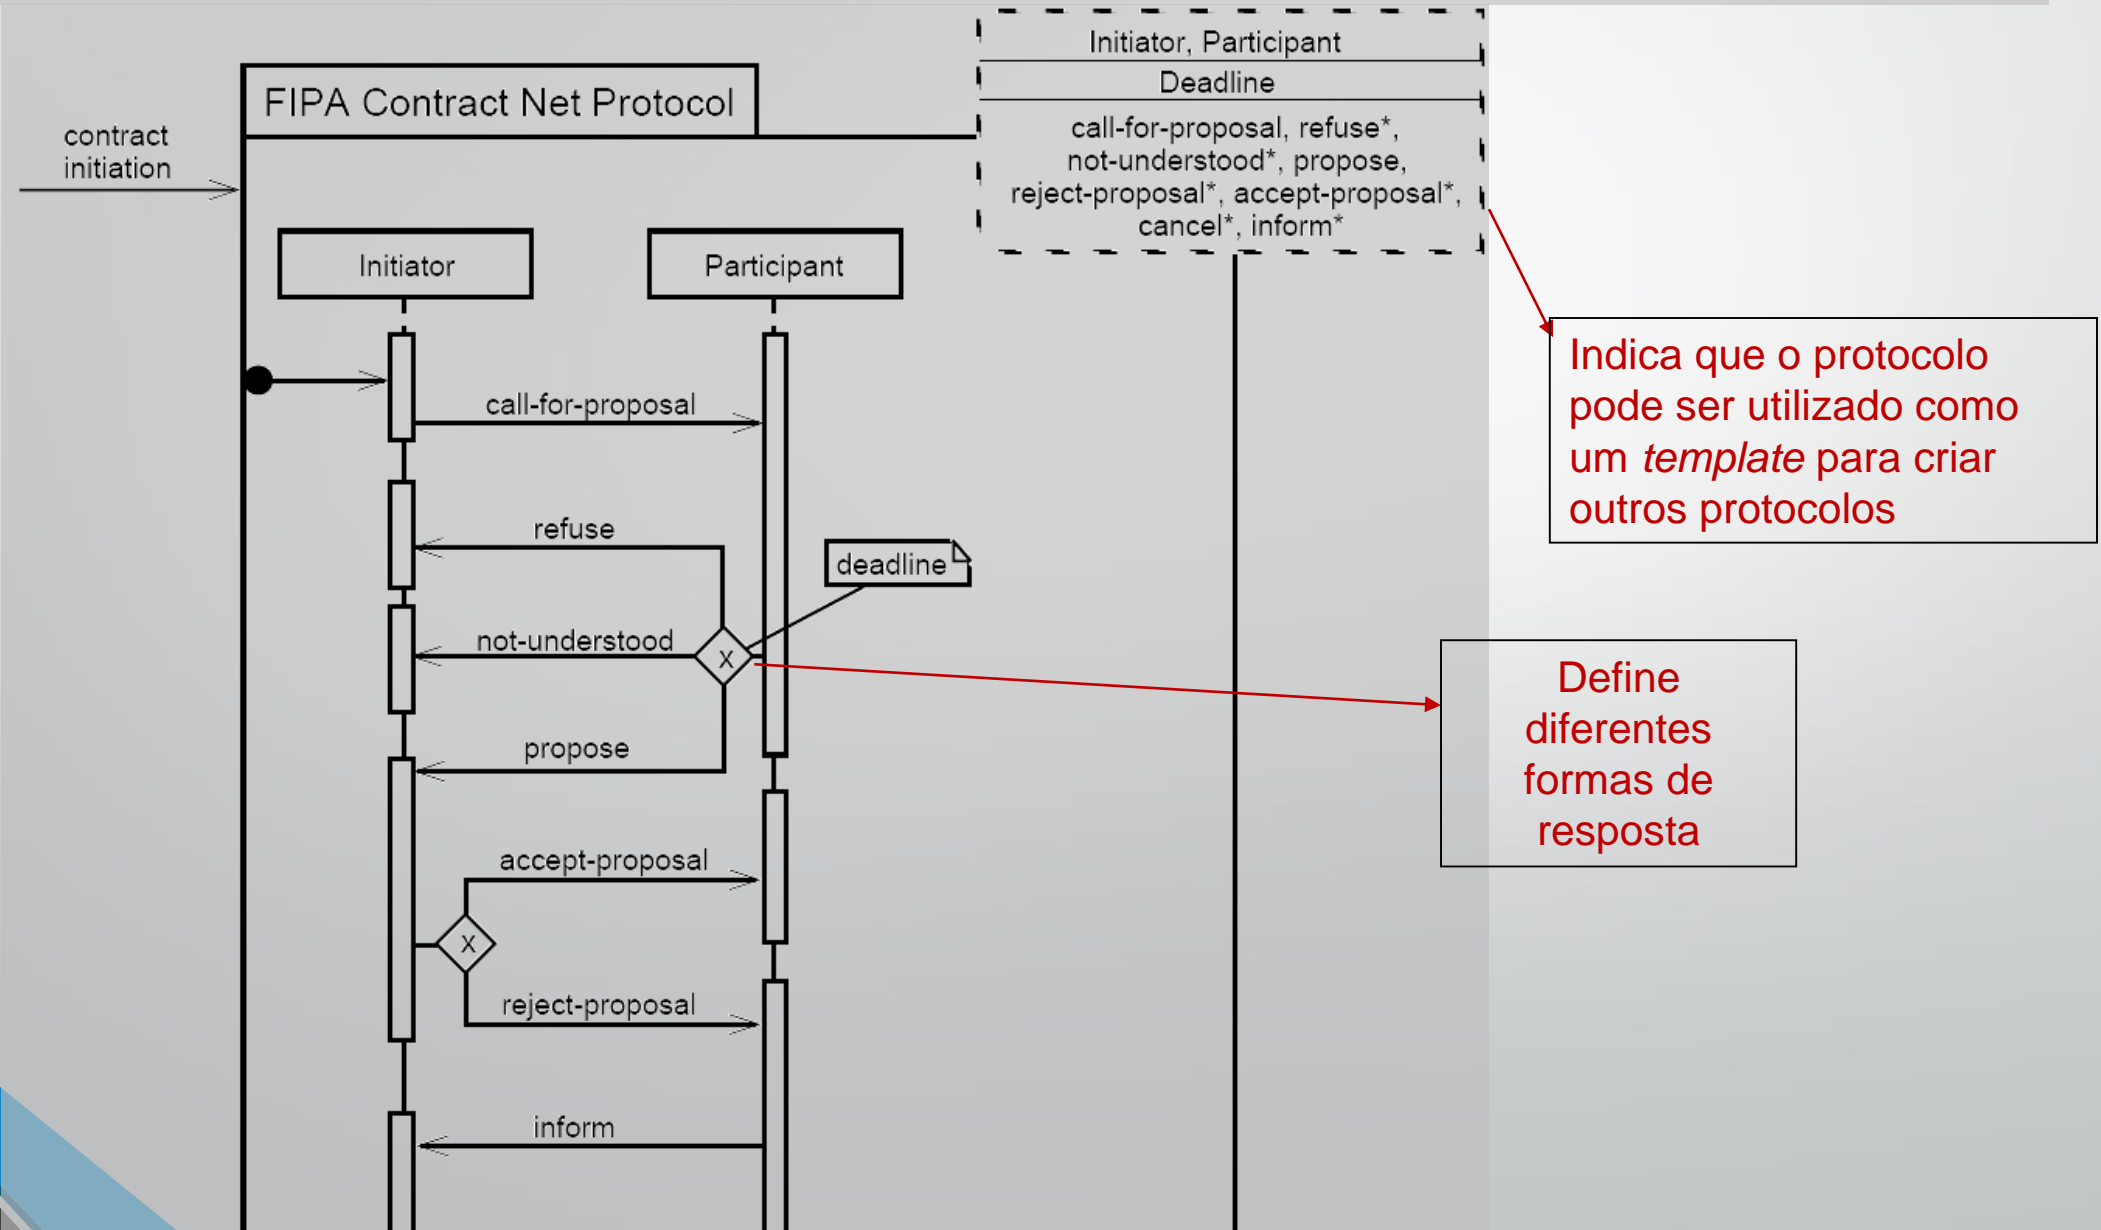 Initiator, Participant
Deadline
call-for-proposal, refuse*,
not-understood*, propose,
reject-proposal*, accept-proposal*,
cancel*, inform*
FIPA Contract Net Protocol
contract
initiation
Initiator
Participant
call-for-proposal
refuse
deadline
not-understood
x
propose
accept-proposal
x
reject-proposal
inform
Indica que o protocolo
pode ser utilizado como
um template para criar
outros protocolos
Define
diferentes
formas de
resposta